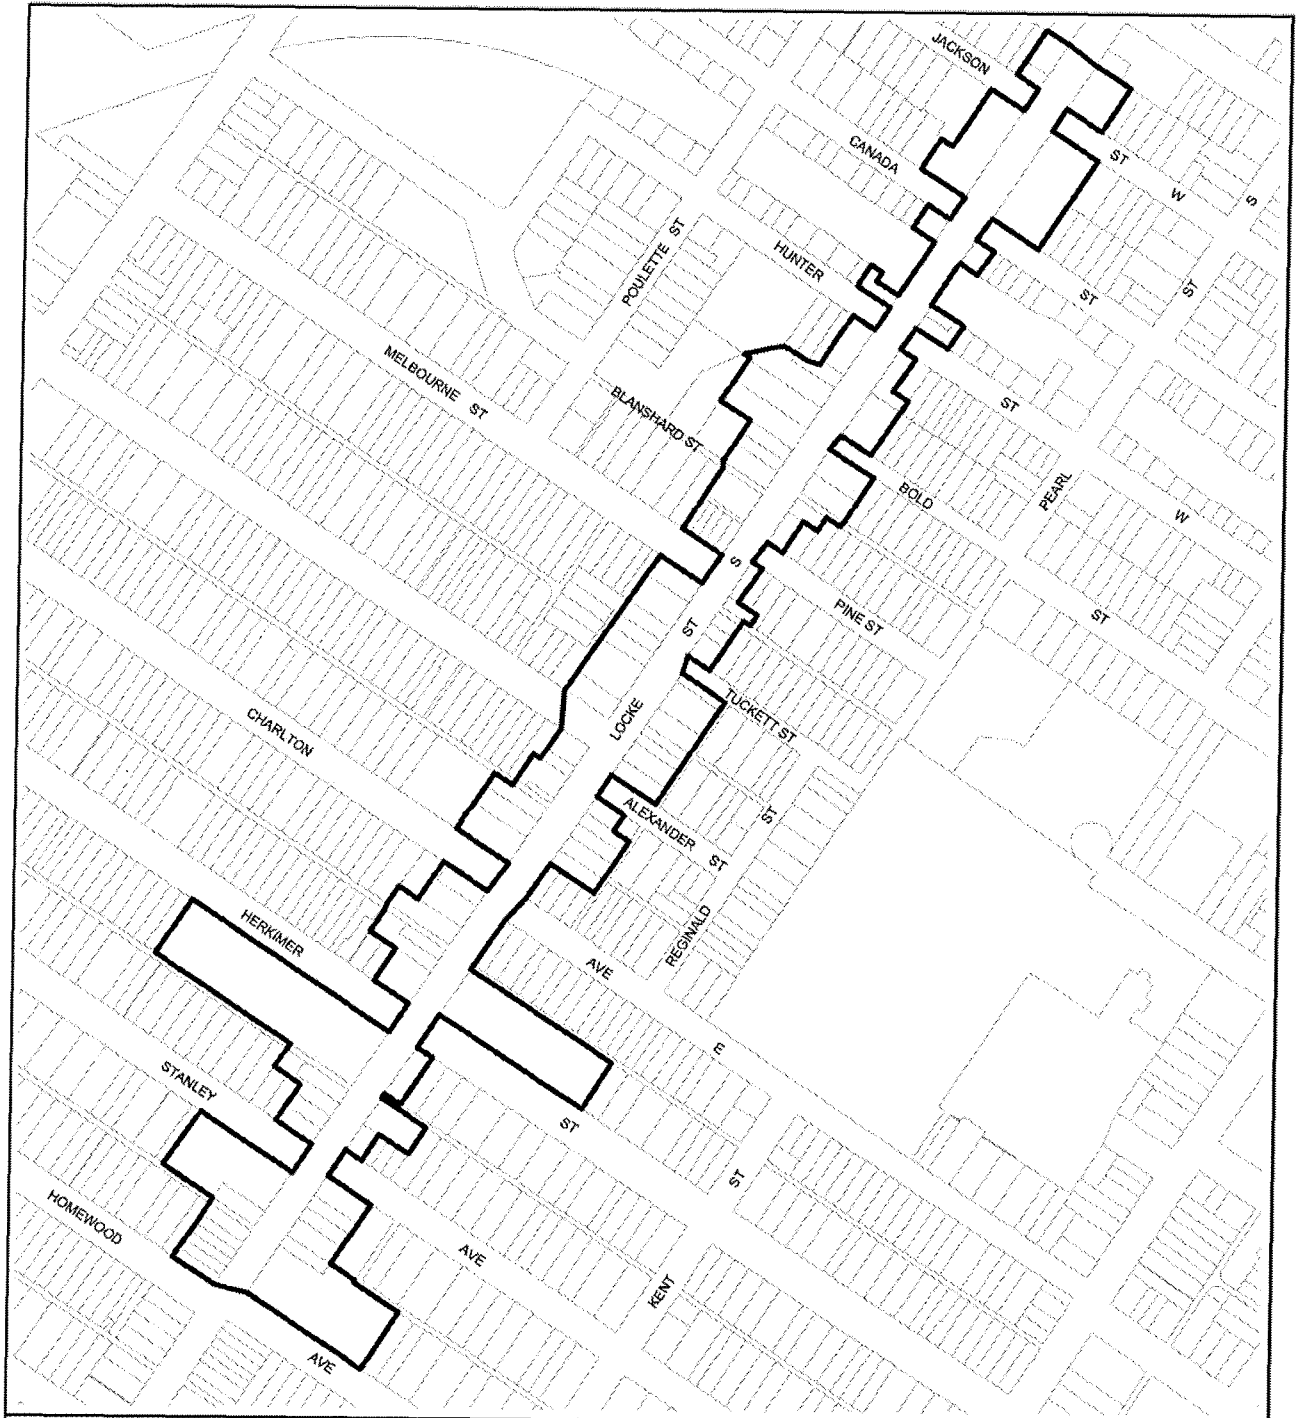 JACKSON
ST
W
CANADA
ST
S
ST
HUNTER
ST
W
POULETTE ST
MELBOURNE ST
BLANSHARD ST
BOLD
ST
PEARL
S
PINE ST
ST
LOCKE
TUCKETT ST
CHARLTON
AVE
E
ALEXANDER ST
REGINALD
ST
HERKIMER
ST
STANLEY
AVE
KENT
ST
HOMEWOOD
AVE